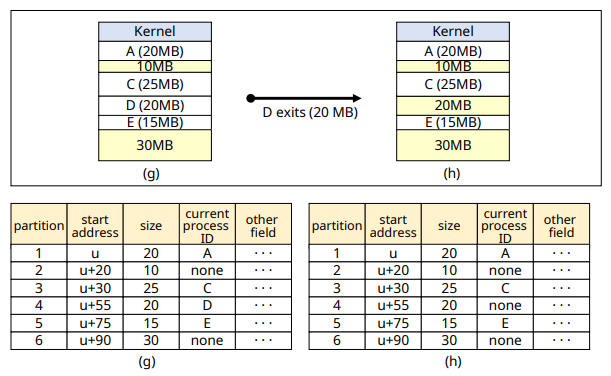 Kernel
A (20MB)
10MB
C (25MB)
D (20MB)
E (15MB)
30MB
(g)
D exits (20 MB)
Kernel
A (20MB)
10MB
C (25MB)
20MB
E (15MB)
30MB
(h)
partition start address size current process ID other field
1 u 20 A ···
2 u+20 10 none ···
3 u+30 25 C ···
4 u+55 20 D ···
5 u+75 15 E ···
6 u+90 30 none ···
(g)
partition start address size current process ID other field
1 u 20 A ···
2 u+20 10 none ···
3 u+30 25 C ···
4 u+55 20 none ···
5 u+75 15 E ···
6 u+90 30 none ···
(h)